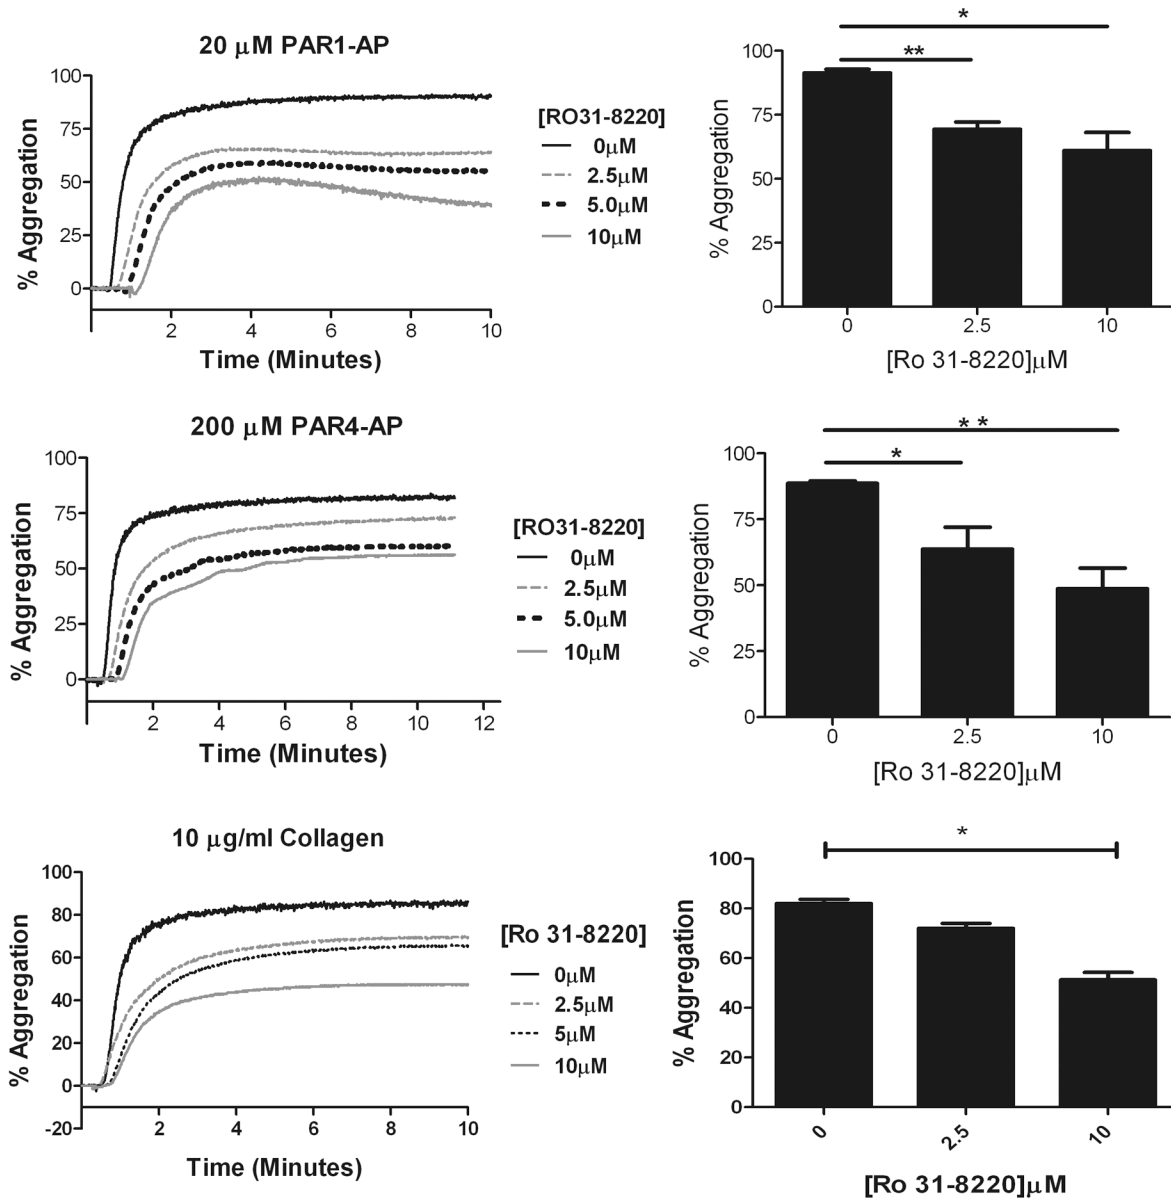 20 μM PAR1-AP
% Aggregation
100
75
50
25
0
2 4 6 8 10
Time (Minutes)
[RO31-8220]
0μM
2.5μM
5.0μM
10μM
*
**
% Aggregation
100
75
50
25
0
0 2.5 10
[Ro 31-8220]μM
200 μM PAR4-AP
% Aggregation
100
75
50
25
0
2 4 6 8 10 12
Time (Minutes)
[RO31-8220]
0μM
2.5μM
5.0μM
10μM
* *
*
% Aggregation
100
75
50
25
0
0 2.5 10
[Ro 31-8220]μM
10 μg/ml Collagen
% Aggregation
100
80
60
40
20
0
-20
2 4 6 8 10
Time (Minutes)
[Ro 31-8220]
0μM
2.5μM
5μM
10μM
*
% Aggregation
100
80
60
40
20
0
0 2.5 10
[Ro 31-8220]μM